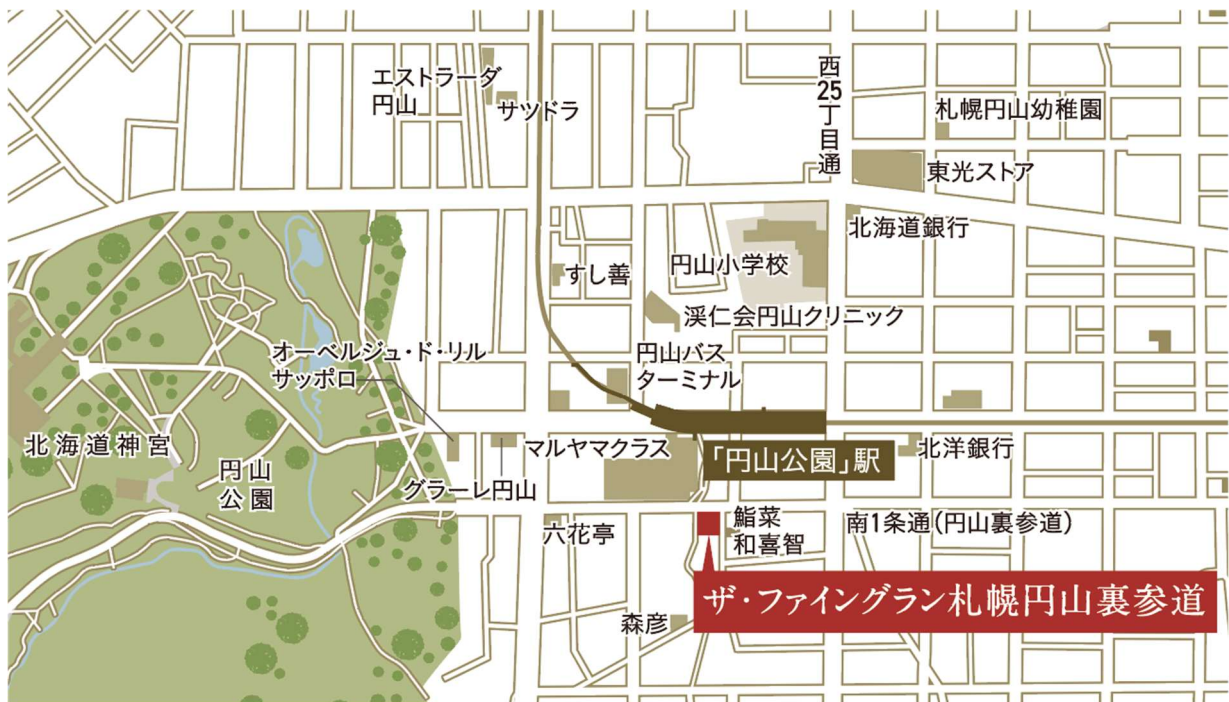 エストラーダ
円山
サツドラ
西25丁目通
札幌円山幼稚園
東光ストア
北海道銀行
すし善
円山小学校
渓仁会円山クリニック
オーベルジュ・ド・リル
サッポロ
円山バス
ターミナル
北海道神宮
円山
公園
マルヤマクラス
「円山公園」駅
北洋銀行
グラーレ円山
六花亭
鮨菜
和喜智
南1条通(円山裏参道)
ザ・ファイングラン札幌円山裏参道
森彦